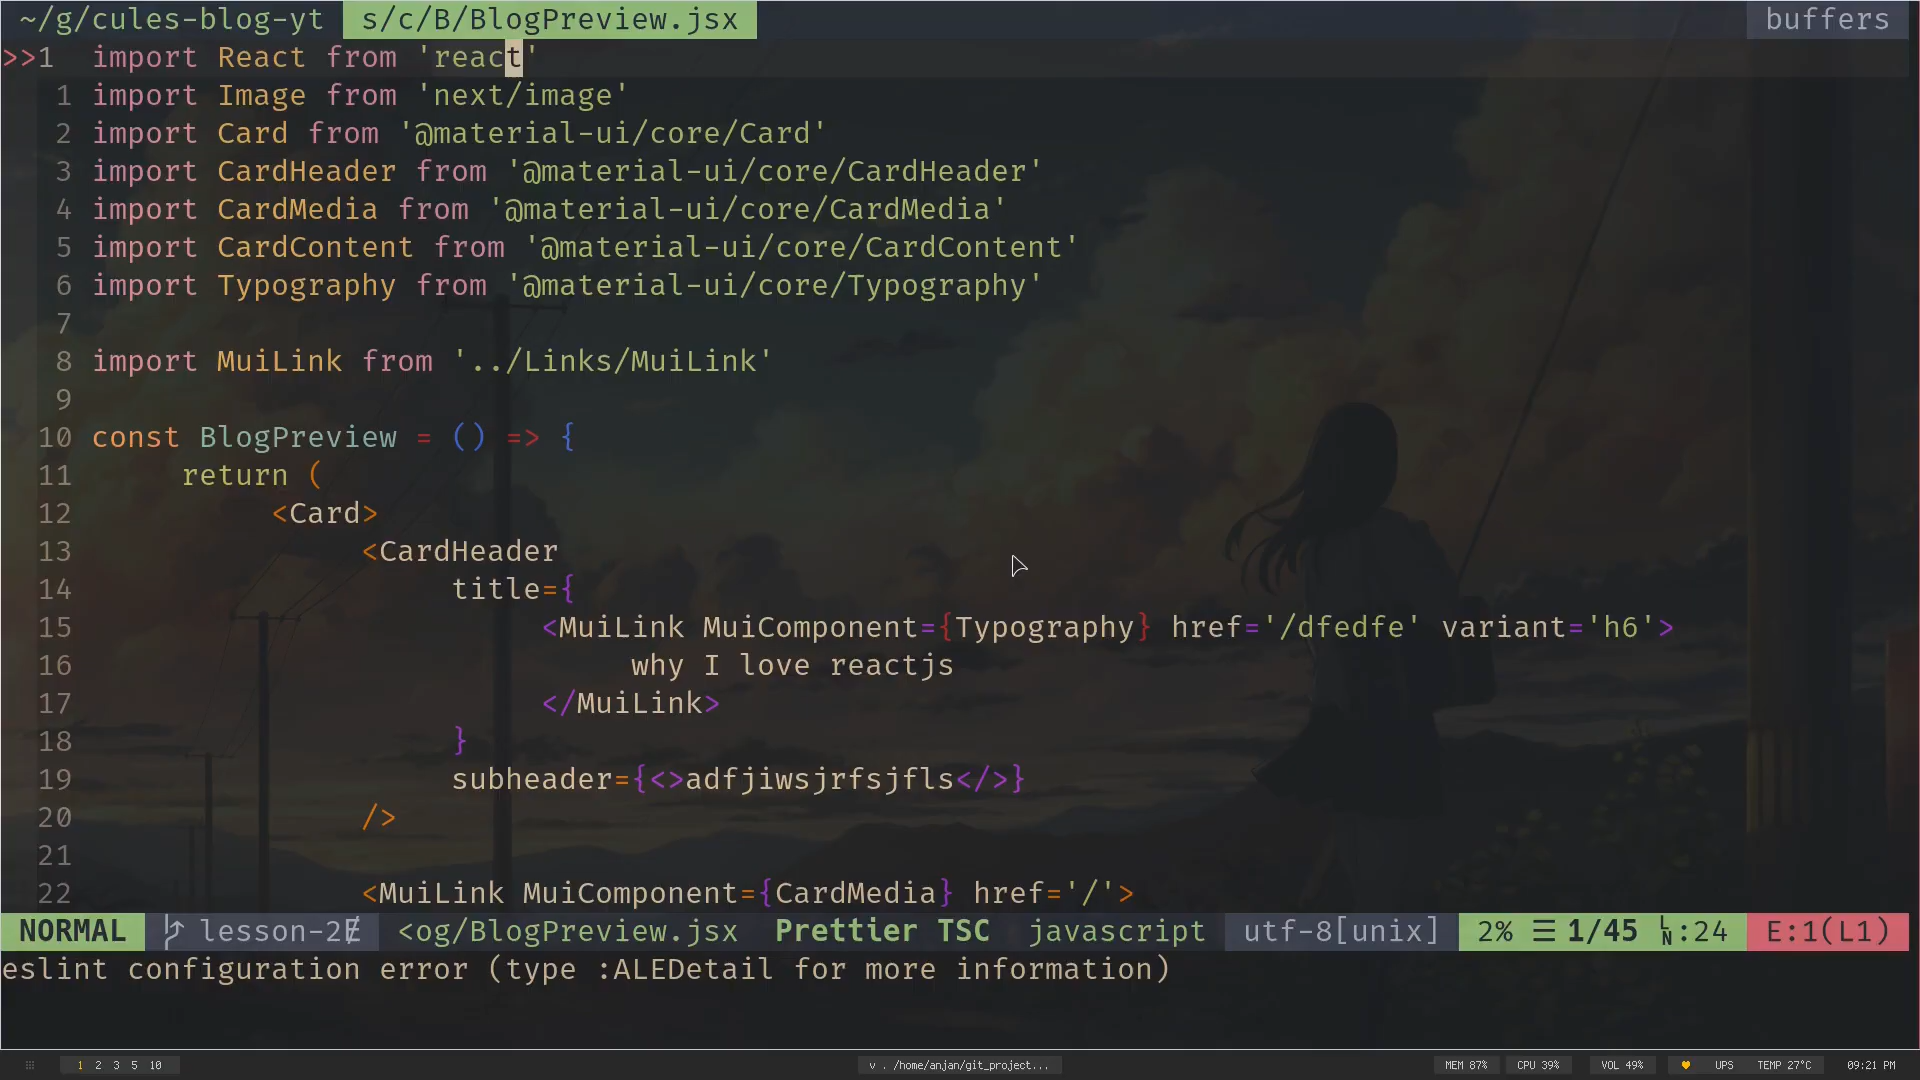 ~/g/cules-blog-yt s/c/B/BlogPreview.jsx buffers
>>1 import React from 'react'
1 import Image from 'next/image'
2 import Card from '@material-ui/core/Card'
3 import CardHeader from '@material-ui/core/CardHeader'
4 import CardMedia from '@material-ui/core/CardMedia'
5 import CardContent from '@material-ui/core/CardContent'
6 import Typography from '@material-ui/core/Typography'
7
8 import MuiLink from '../Links/MuiLink'
9
10 const BlogPreview = () => {
11 return (
12 <Card>
13 <CardHeader
14 title={
15 <MuiLink MuiComponent={Typography} href='/dfedfe' variant='h6'>
16 why I love reactjs
17 </MuiLink>
18 }
19 subheader={<>adfjiwsjrfsjfls</>}
20 />
21
22 <MuiLink MuiComponent={CardMedia} href='/'>
NORMAL lesson-2 <og/BlogPreview.jsx Prettier TSC javascript utf-8[unix] 2% ☰ 1/45 ㏑:24 E:1(L1)
eslint configuration error (type :ALEDetail for more information)
1 2 3 5 10 v . /home/anjan/git_project... MEM 87% CPU 39% VOL 49% UPS TEMP 27°C 09:21 PM